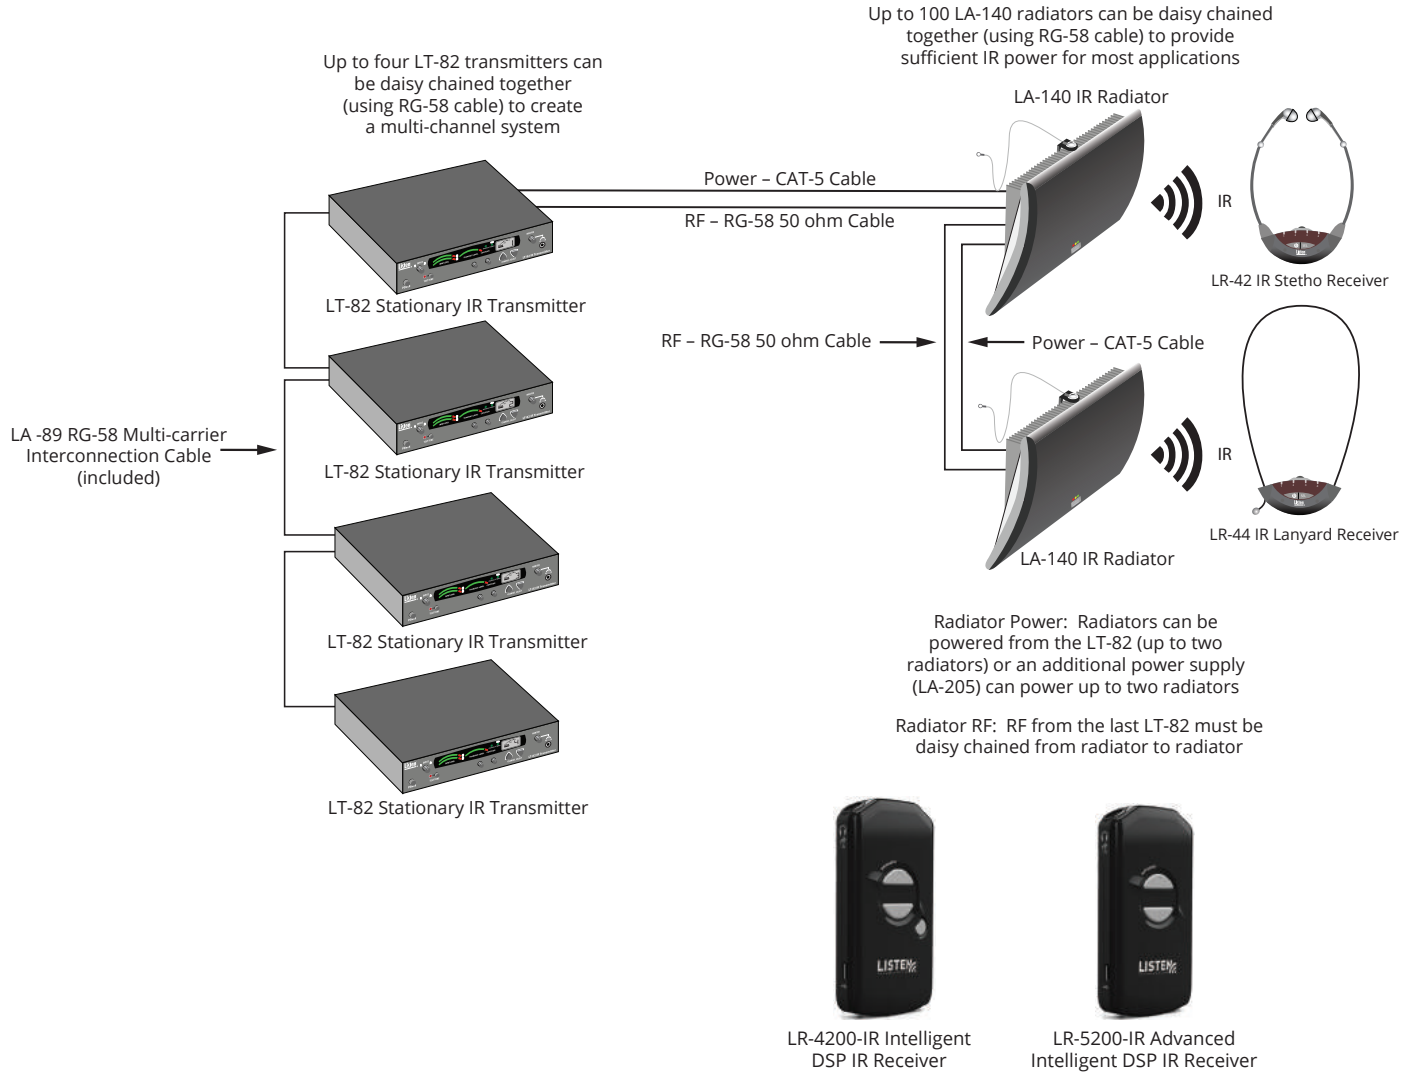 Up to 100 LA-140 radiators can be daisy chained
together (using RG-58 cable) to provide
sufficient IR power for most applications
Up to four LT-82 transmitters can
be daisy chained together
(using RG-58 cable) to create
a multi-channel system
LA-140 IR Radiator
Power – CAT-5 Cable
RF – RG-58 50 ohm Cable
IR
LR-42 IR Stetho Receiver
LT-82 Stationary IR Transmitter
RF – RG-58 50 ohm Cable
Power – CAT-5 Cable
LA -89 RG-58 Multi-carrier
Interconnection Cable
(included)
LT-82 Stationary IR Transmitter
IR
LR-44 IR Lanyard Receiver
LA-140 IR Radiator
LT-82 Stationary IR Transmitter
Radiator Power:  Radiators can be
powered from the LT-82 (up to two
radiators) or an additional power supply
(LA-205) can power up to two radiators
Radiator RF:  RF from the last LT-82 must be
daisy chained from radiator to radiator
LT-82 Stationary IR Transmitter
LISTEN
LISTEN
LR-4200-IR Intelligent
DSP IR Receiver
LR-5200-IR Advanced
Intelligent DSP IR Receiver